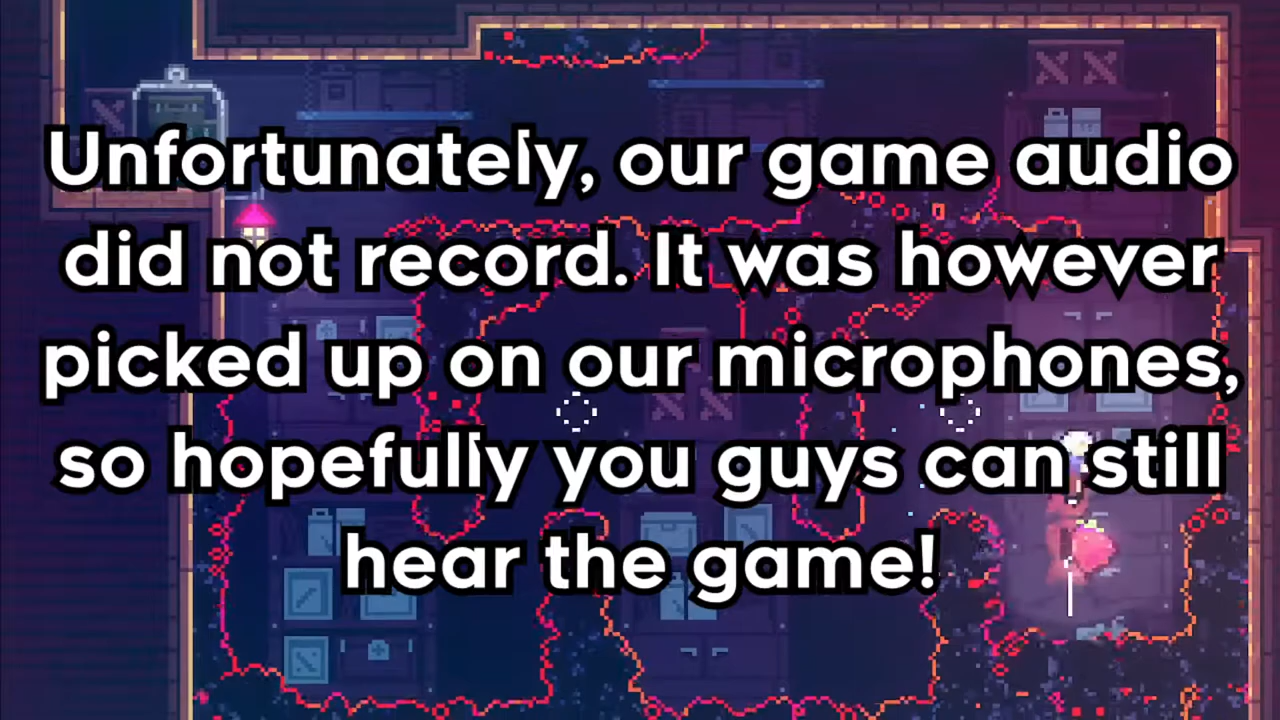 Unfortunately, our game audio
did not record. It was however
picked up on our microphones,
so hopefully you guys can still
hear the game!